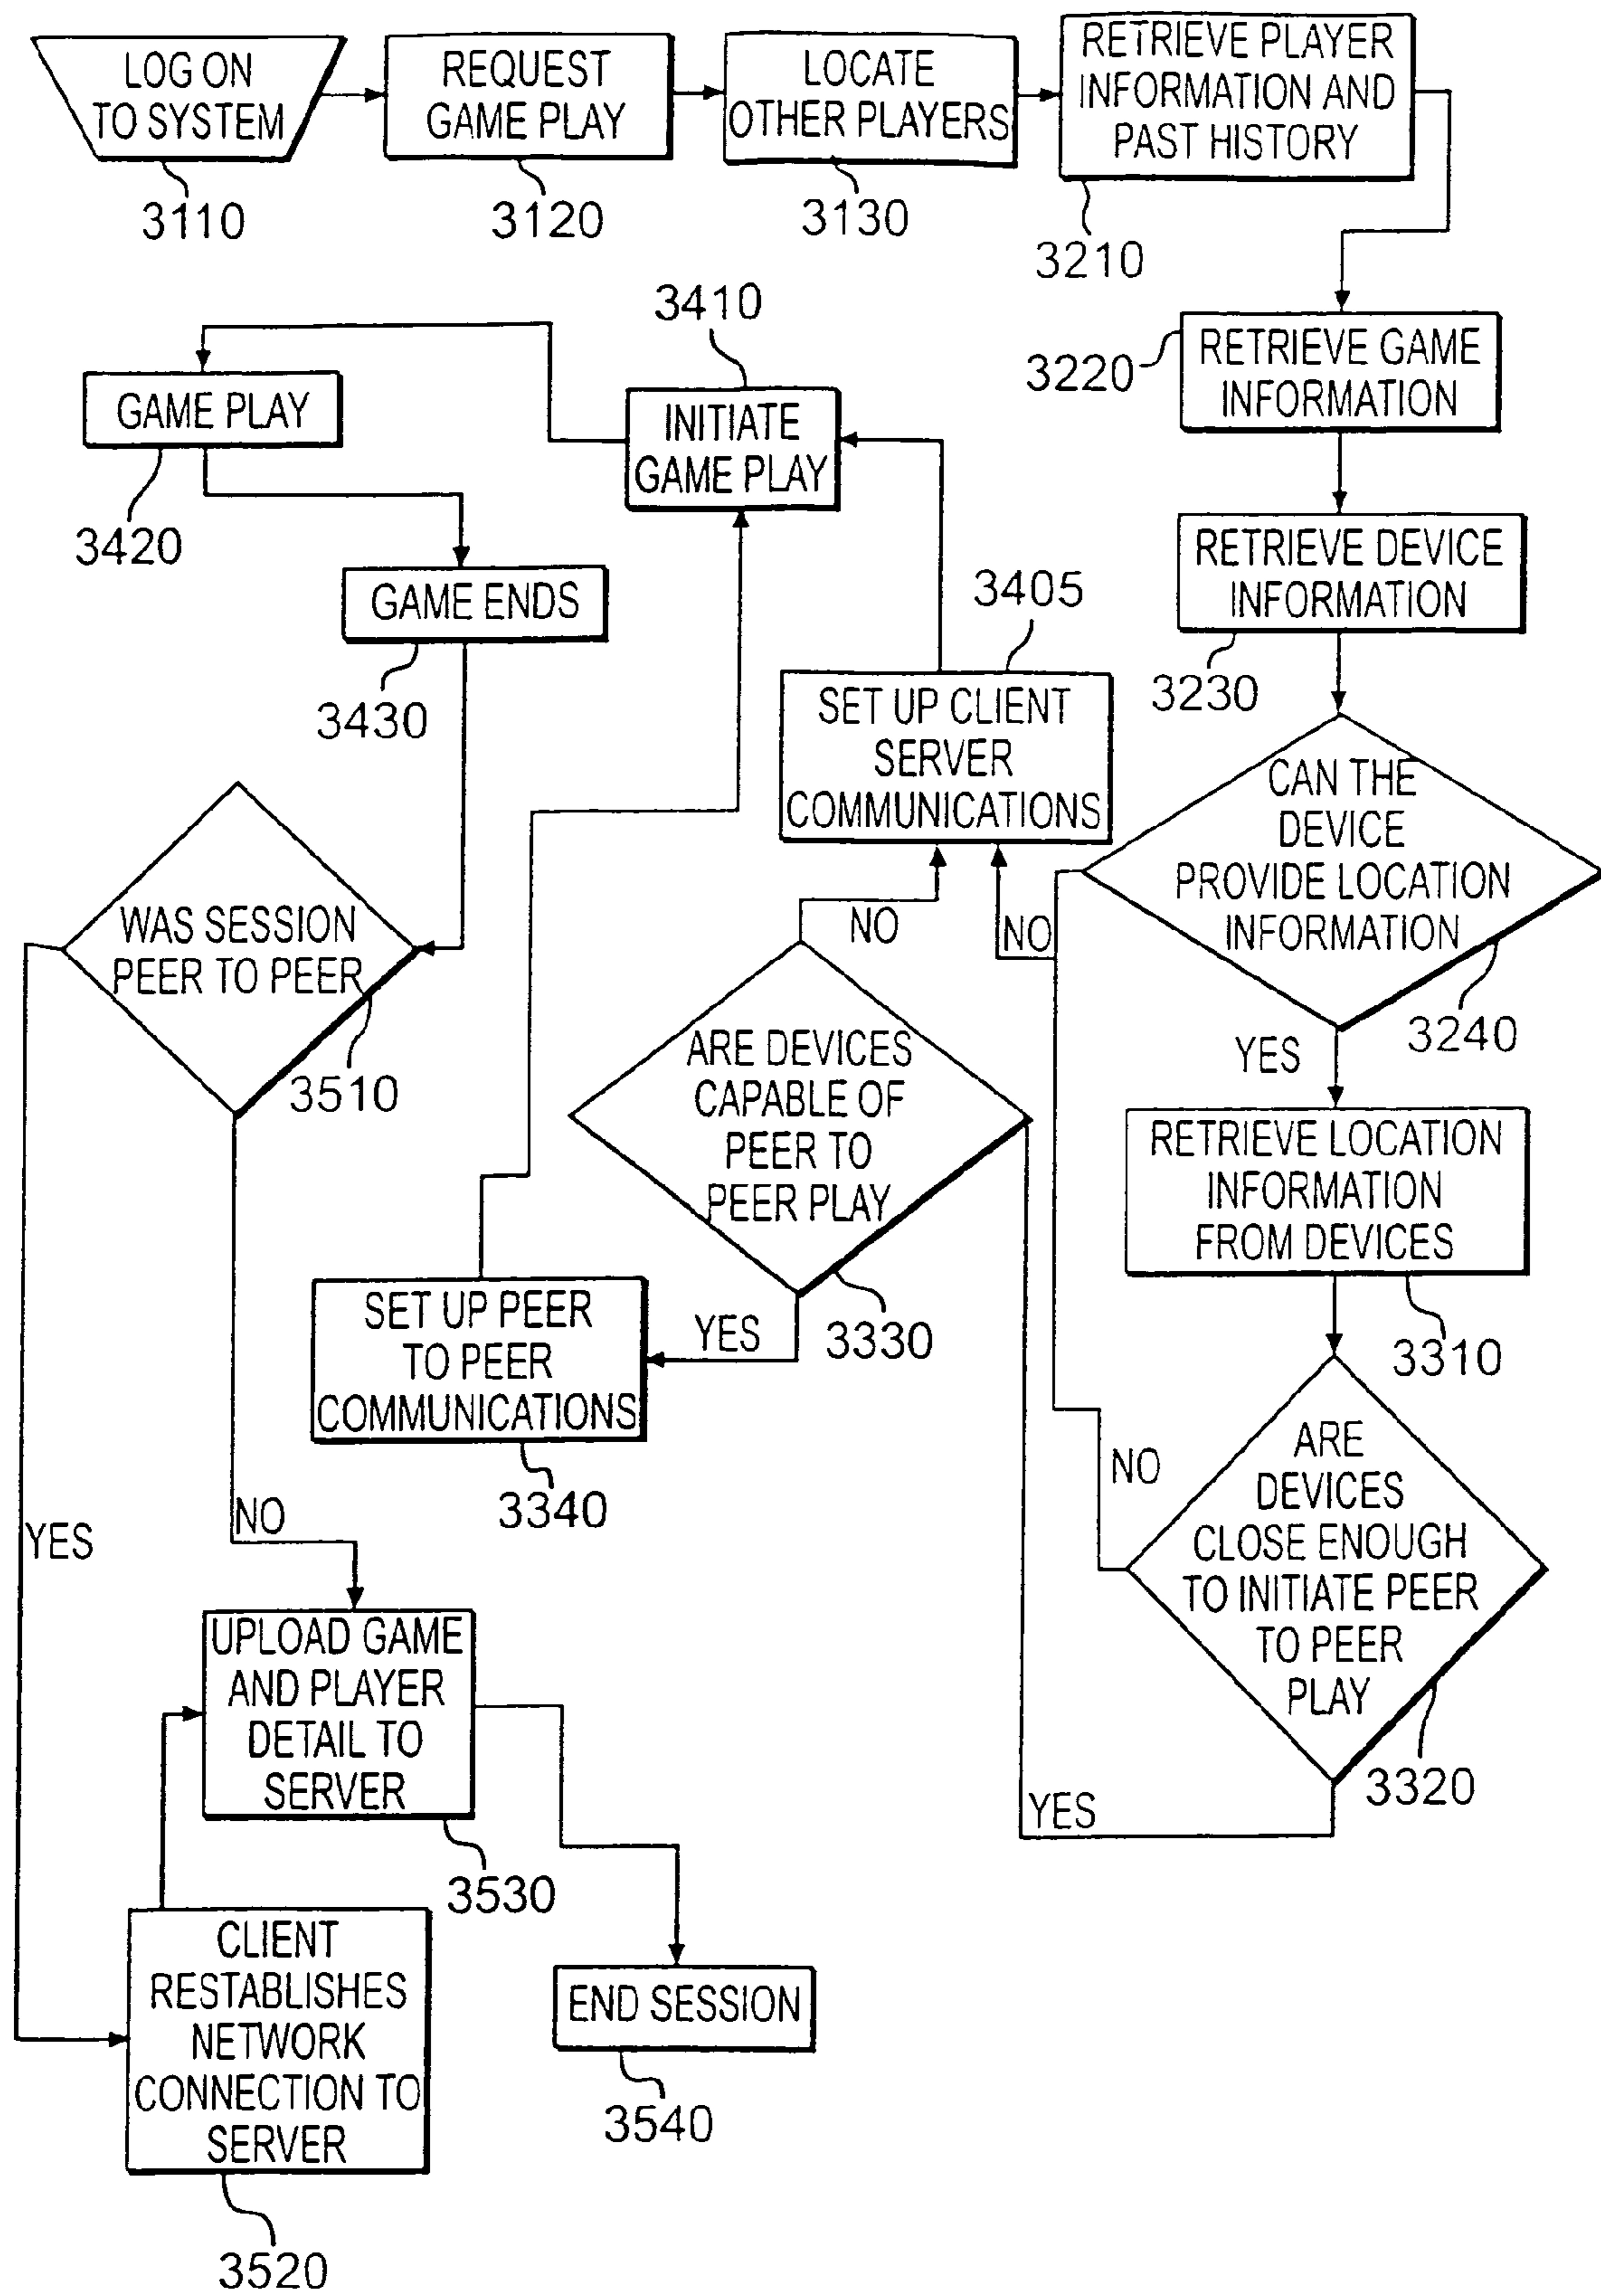 LOG ON
TO SYSTEM
3110
REQUEST
GAME PLAY
3120
LOCATE
OTHER PLAYERS
3130
RETRIEVE PLAYER
INFORMATION AND
PAST HISTORY
3210
RETRIEVE GAME
INFORMATION
3220
RETRIEVE DEVICE
INFORMATION
3230
CAN THE
DEVICE
PROVIDE LOCATION
INFORMATION
3240
NO
YES
RETRIEVE LOCATION
INFORMATION
FROM DEVICES
3310
ARE
DEVICES
CLOSE ENOUGH
TO INITIATE PEER
TO PEER
PLAY
3320
NO
YES
ARE DEVICES
CAPABLE OF
PEER TO
PEER PLAY
3330
NO
YES
SET UP PEER
TO PEER
COMMUNICATIONS
3340
3405
SET UP CLIENT
SERVER
COMMUNICATIONS
3410
INITIATE
GAME PLAY
GAME PLAY
3420
GAME ENDS
3430
WAS SESSION
PEER TO PEER
3510
NO
YES
UPLOAD GAME
AND PLAYER
DETAIL TO
SERVER
3530
CLIENT
RESTABLISHES
NETWORK
CONNECTION TO
SERVER
3520
END SESSION
3540